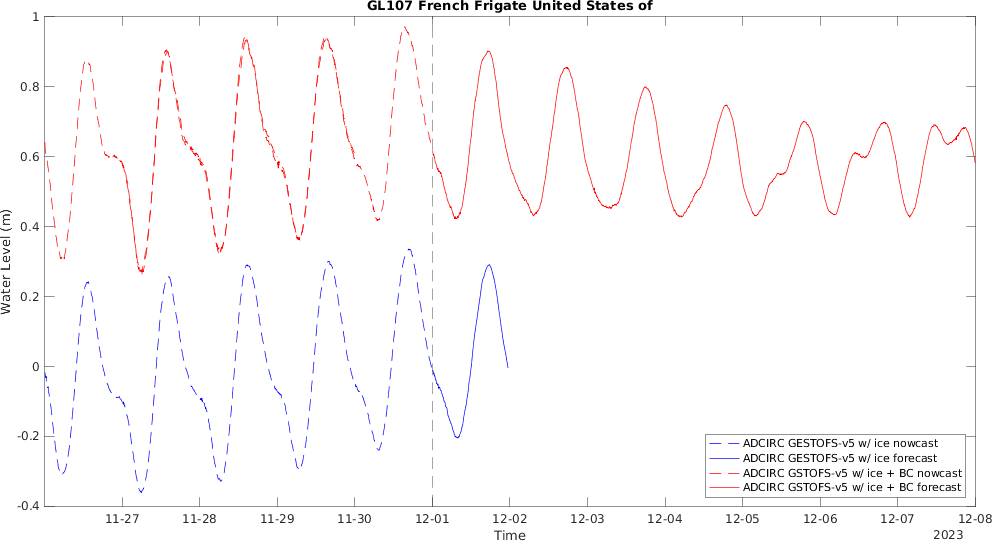 GL107 French Frigate United States of
Water Level (m)
1
0.8
0.6
0.4
0.2
0
-0.2
-0.4
11-27 11-28 11-29 11-30 12-01 12-02 12-03 12-04 12-05 12-06 12-07 12-08
Time
2023
ADCIRC GESTOFS-v5 w/ ice nowcast
ADCIRC GESTOFS-v5 w/ ice forecast
ADCIRC GSTOFS-v5 w/ ice + BC nowcast
ADCIRC GSTOFS-v5 w/ ice + BC forecast